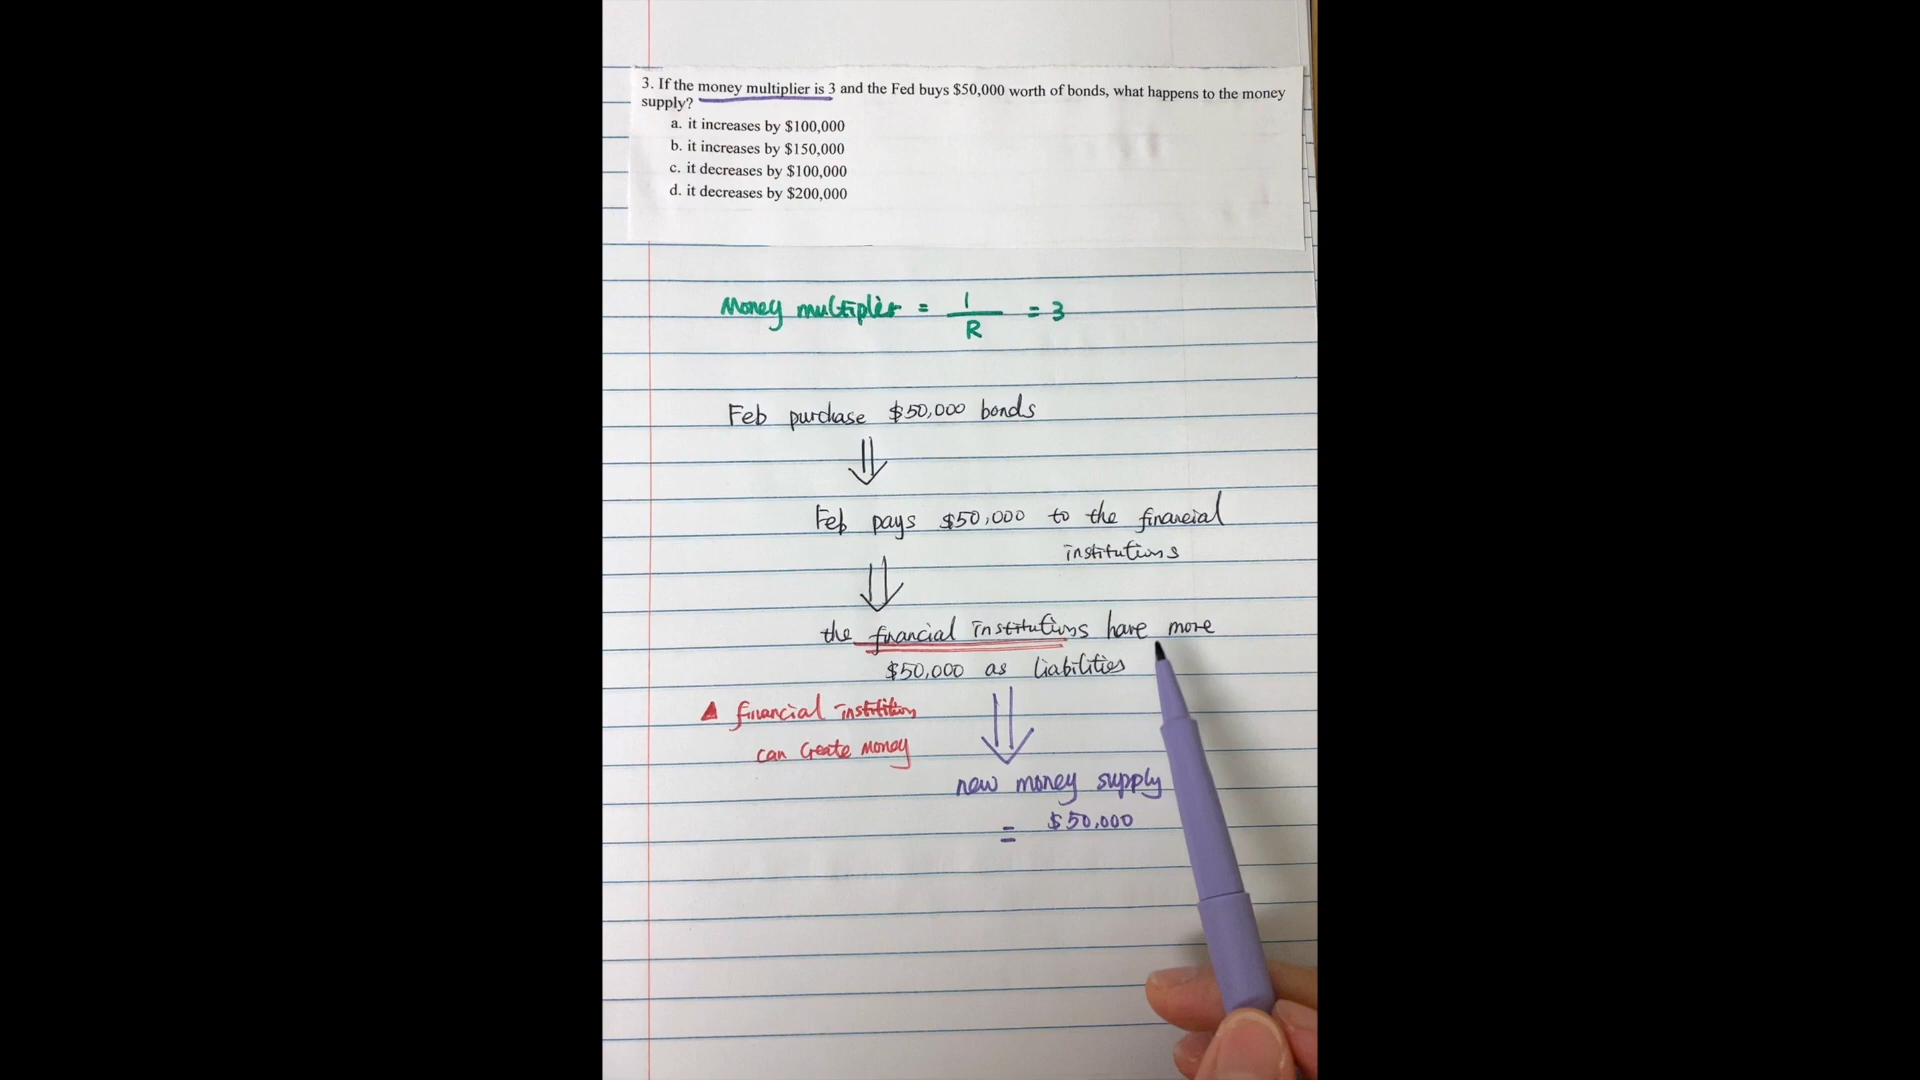 3. If the money multiplier is 3 and the Fed buys $50,000 worth of bonds, what happens to the money
supply?
a. it increases by $100,000
b. it increases by $150,000
c. it decreases by $100,000
d. it decreases by $200,000
Money multiplier = 1 / R = 3
Feb purchase $50,000 bonds
Feb pays $50,000 to the financial
institutions
the financial institutions have more
$50,000 as liabilities
financial institution
can create money
new money supply
= $50,000